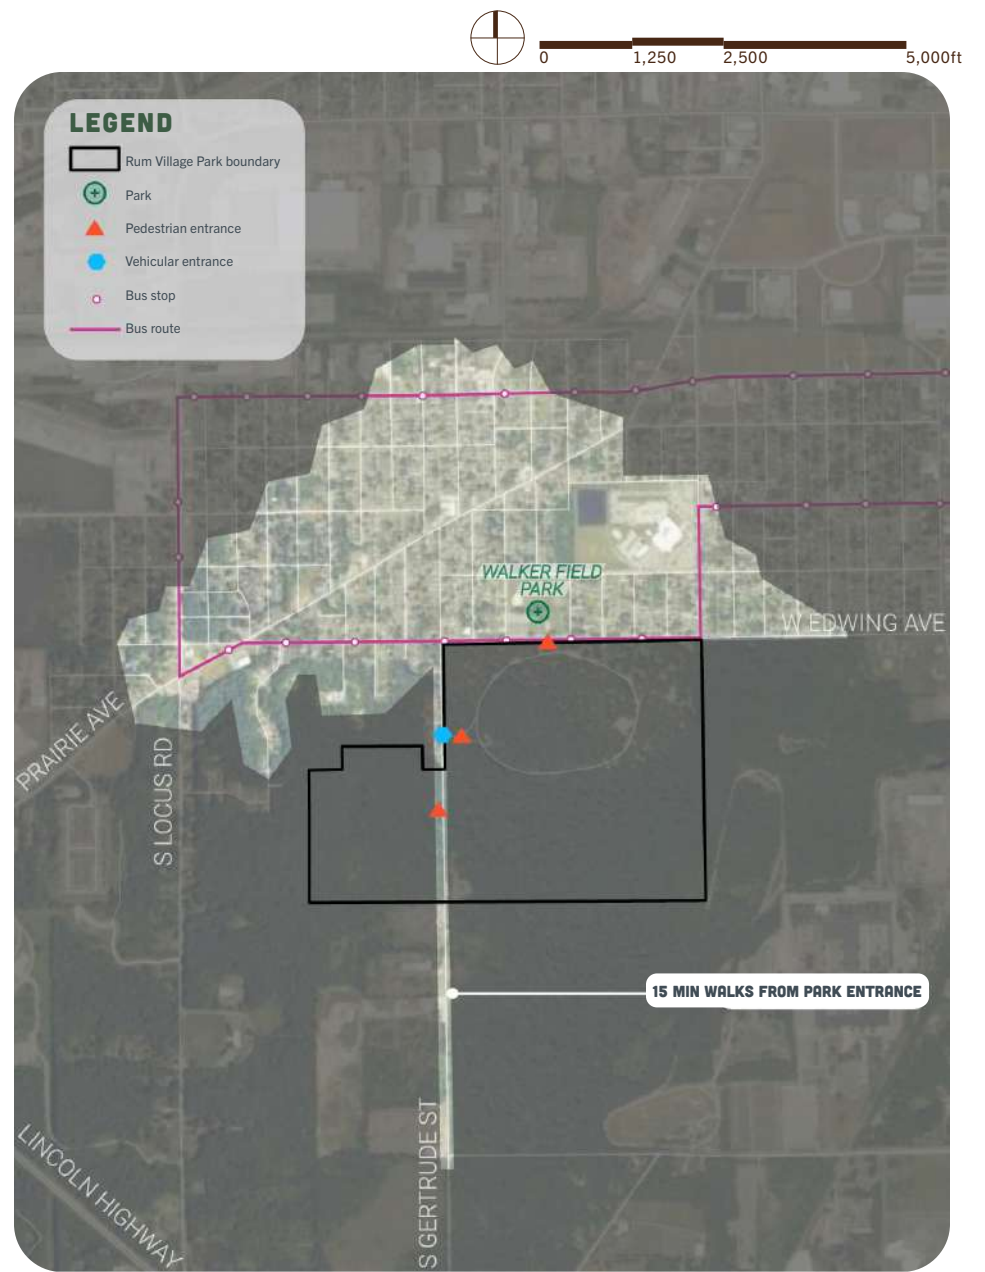 0 1,250 2,500 5,000ft
LEGEND
Rum Village Park boundary
Park
Pedestrian entrance
Vehicular entrance
Bus stop
Bus route
WALKER FIELD
PARK
W EDWING AVE
PRAIRIE AVE
S LOCUS RD
15 MIN WALKS FROM PARK ENTRANCE
S GERTRUDE ST
LINCOLN HIGHWAY